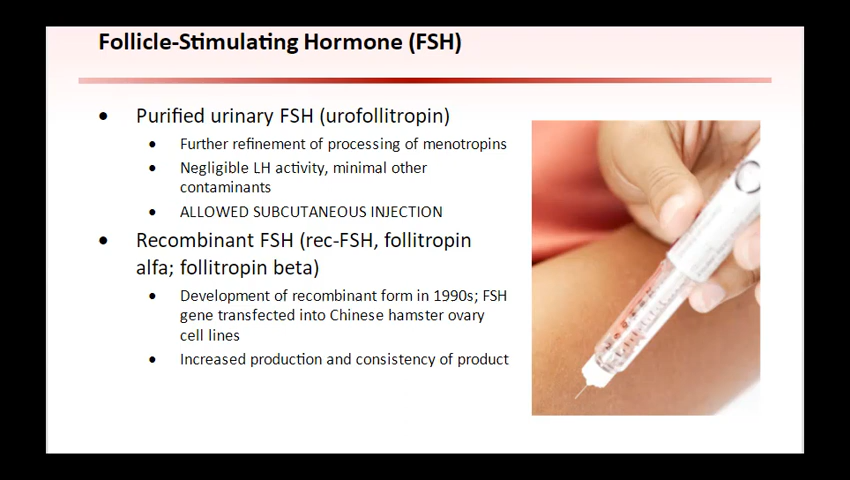 Follicle-Stimulating Hormone (FSH)
• Purified urinary FSH (urofollitropin)
• Further refinement of processing of menotropins
• Negligible LH activity, minimal other
contaminants
• ALLOWED SUBCUTANEOUS INJECTION
• Recombinant FSH (rec-FSH, follitropin
alfa; follitropin beta)
• Development of recombinant form in 1990s; FSH
gene transfected into Chinese hamster ovary
cell lines
• Increased production and consistency of product